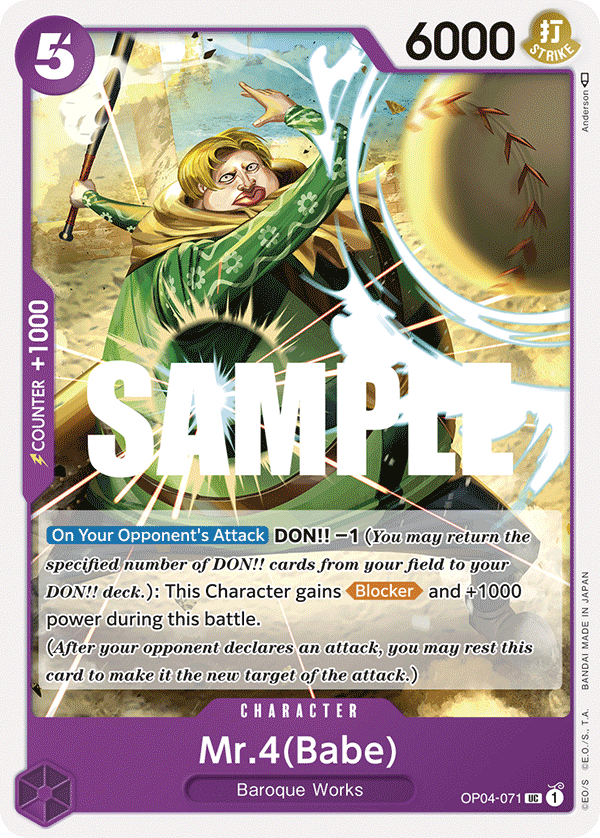 5
6000
打
STRIKE
Anderson
COUNTER +1000
SAMPLE
On Your Opponent's Attack DON!! −1 (You may return the
specified number of DON!! cards from your field to your
DON!! deck.): This Character gains Blocker and +1000
power during this battle.
(After your opponent declares an attack, you may rest this
card to make it the new target of the attack.)
CHARACTER
Mr.4(Babe)
Baroque Works
OP04-071 UC 1
©E.O/S ©E.O./S., T.A. BANDAI MADE IN JAPAN